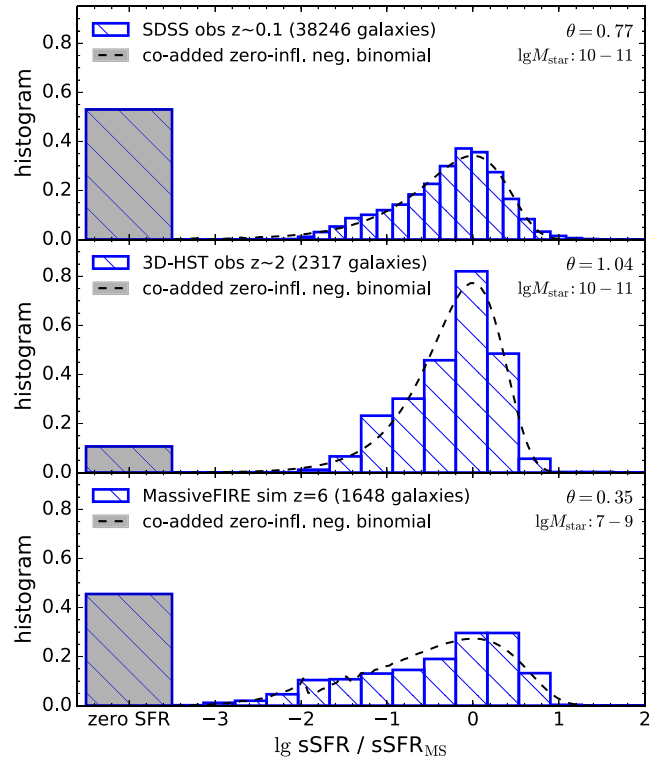 SDSS obs z~0.1 (38246 galaxies)
θ = 0.77
co-added zero-infl. neg. binomial
lgM_star: 10 − 11
histogram
0.8
0.6
0.4
0.2
0.0
3D-HST obs z~2 (2317 galaxies)
θ = 1.04
co-added zero-infl. neg. binomial
lgM_star: 10 − 11
histogram
0.8
0.6
0.4
0.2
0.0
MassiveFIRE sim z=6 (1648 galaxies)
θ = 0.35
co-added zero-infl. neg. binomial
lgM_star: 7 − 9
histogram
0.8
0.6
0.4
0.2
0.0
zero SFR −3 −2 −1 0 1 2
lg sSFR / sSFR_MS